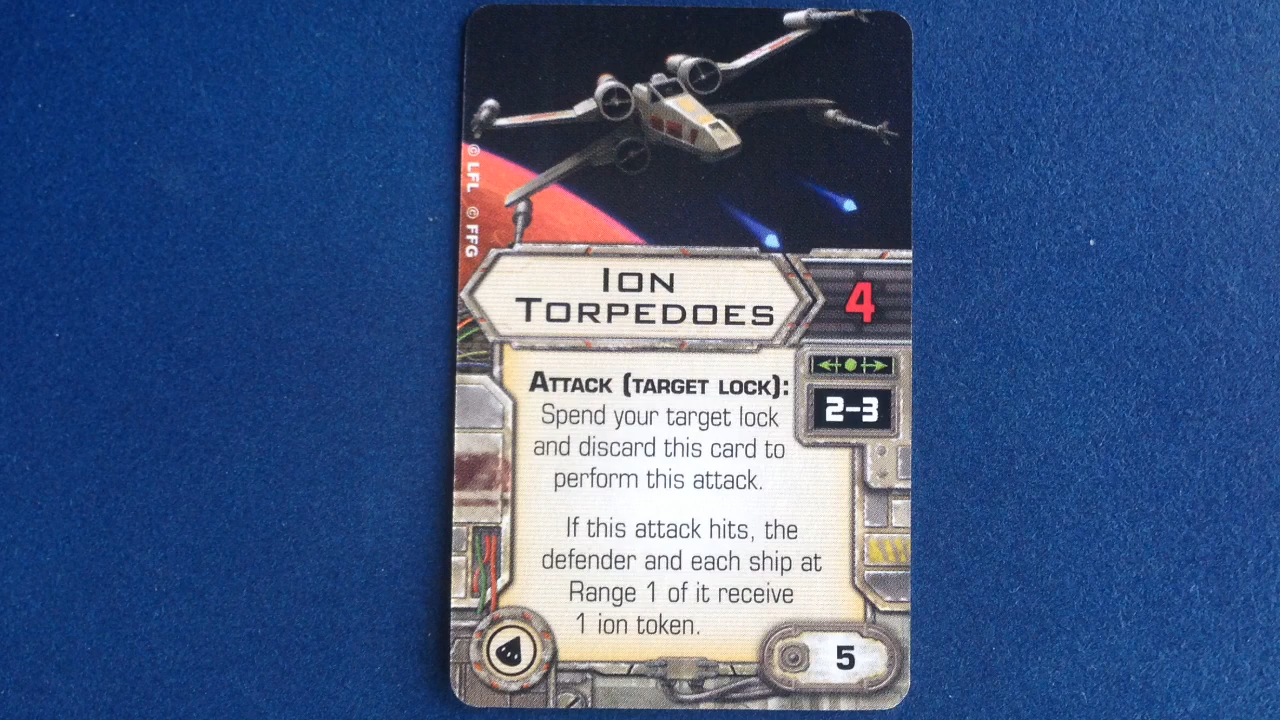 © LFL © FFG
ION
TORPEDOES
4
ATTACK (TARGET LOCK):
2-3
Spend your target lock
and discard this card to
perform this attack.
If this attack hits, the
defender and each ship at
Range 1 of it receive
1 ion token.
5